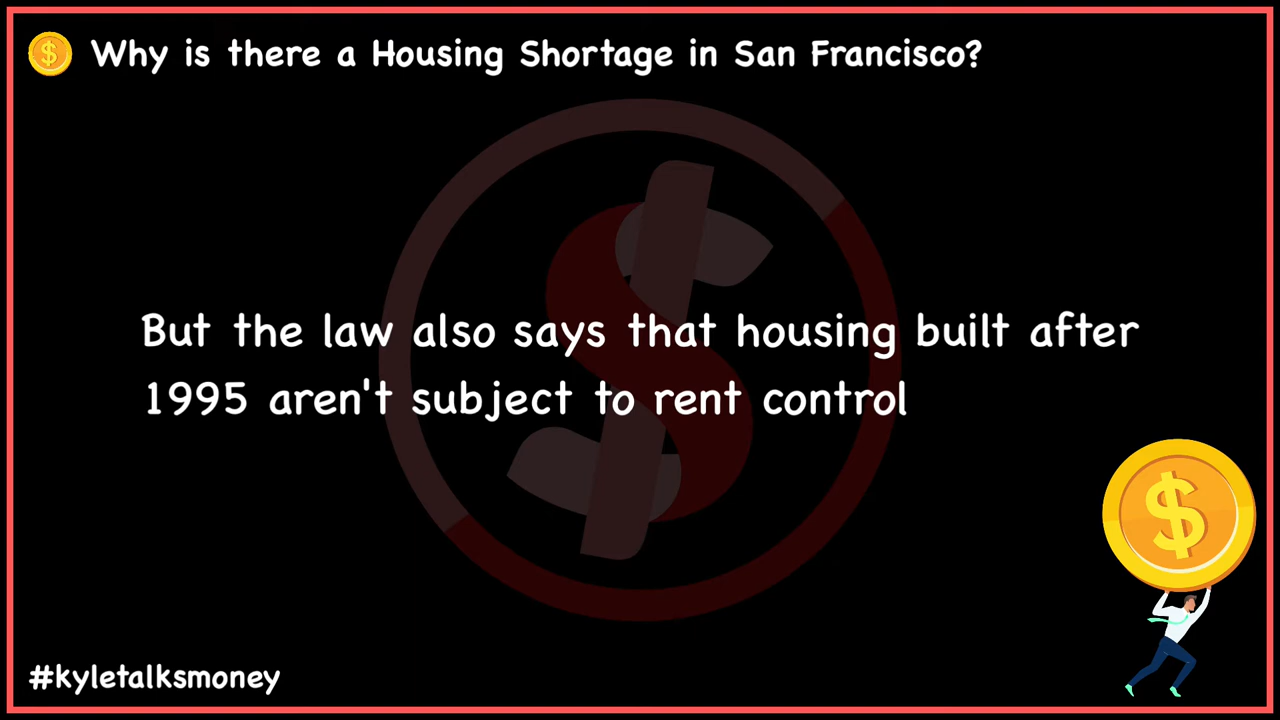 Why is there a Housing Shortage in San Francisco?
But the law also says that housing built after
1995 aren't subject to rent control
#kyletalksmoney